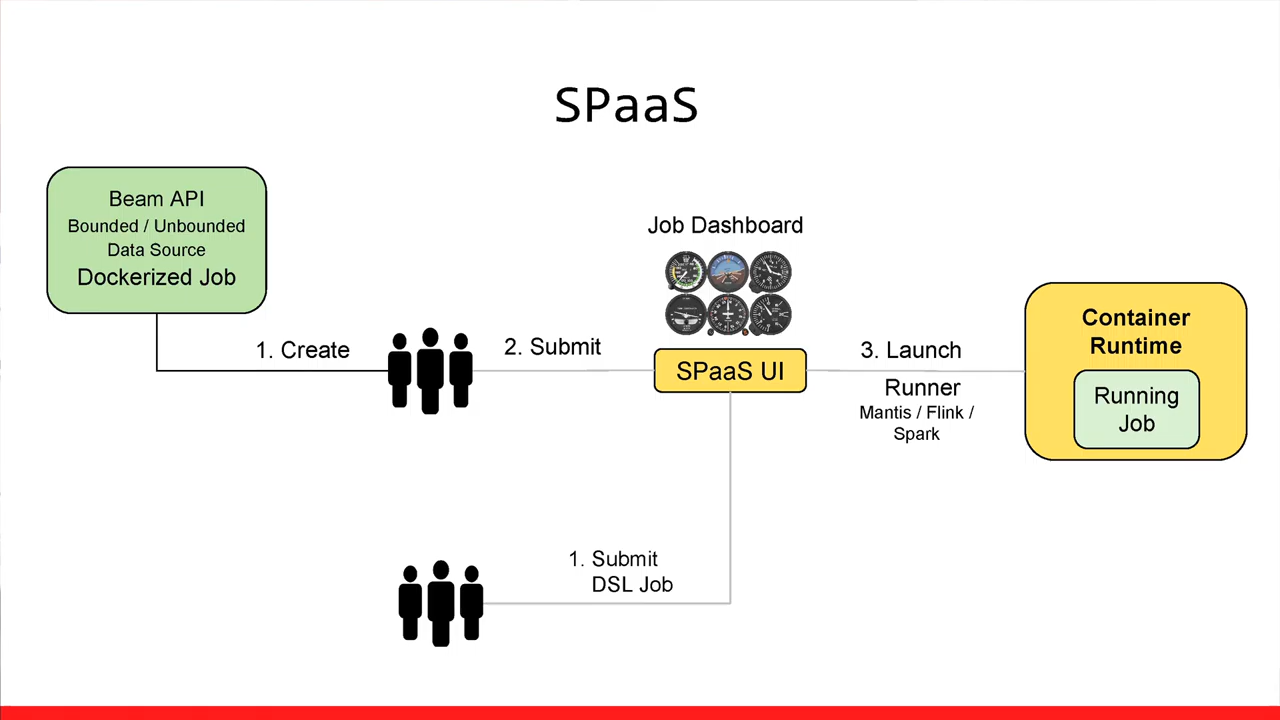 SPaaS
Beam API
Bounded / Unbounded
Data Source
Dockerized Job
1. Create
2. Submit
Job Dashboard
SPaaS UI
3. Launch
Runner
Mantis / Flink /
Spark
Container
Runtime
Running
Job
1. Submit
DSL Job